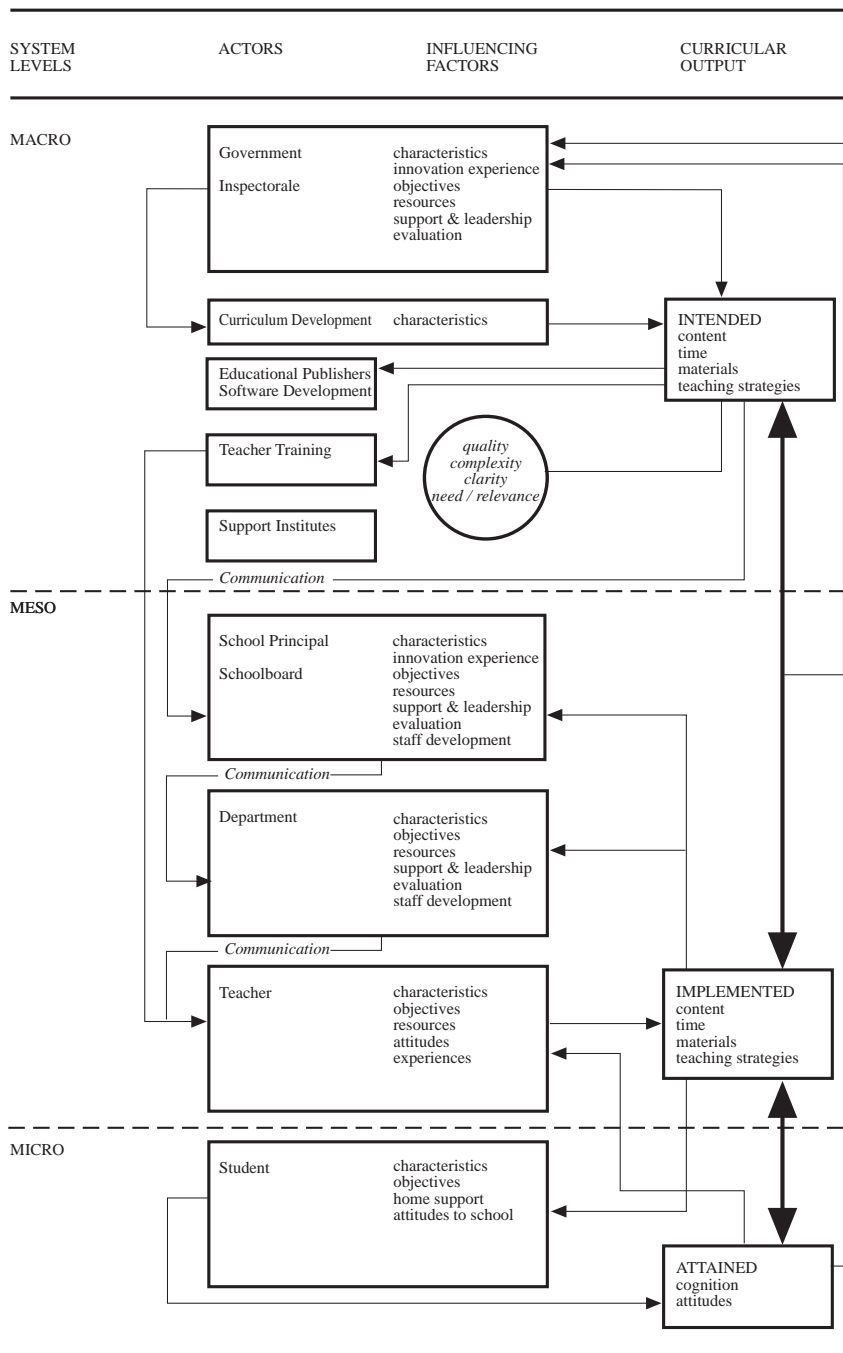 SYSTEM
LEVELS
ACTORS
INFLUENCING
FACTORS
CURRICULAR
OUTPUT
MACRO
Government
Inspectorale
characteristics
innovation experience
objectives
resources
support & leadership
evaluation
Curriculum Development
characteristics
INTENDED
content
time
materials
teaching strategies
Educational Publishers
Software Development
Teacher Training
quality
complexity
clarity
need / relevance
Support Institutes
Communication
MESO
School Principal
Schoolboard
characteristics
innovation experience
objectives
resources
support & leadership
evaluation
staff development
Communication
Department
characteristics
objectives
resources
support & leadership
evaluation
staff development
Communication
Teacher
characteristics
objectives
resources
attitudes
experiences
IMPLEMENTED
content
time
materials
teaching strategies
MICRO
Student
characteristics
objectives
home support
attitudes to school
ATTAINED
cognition
attitudes